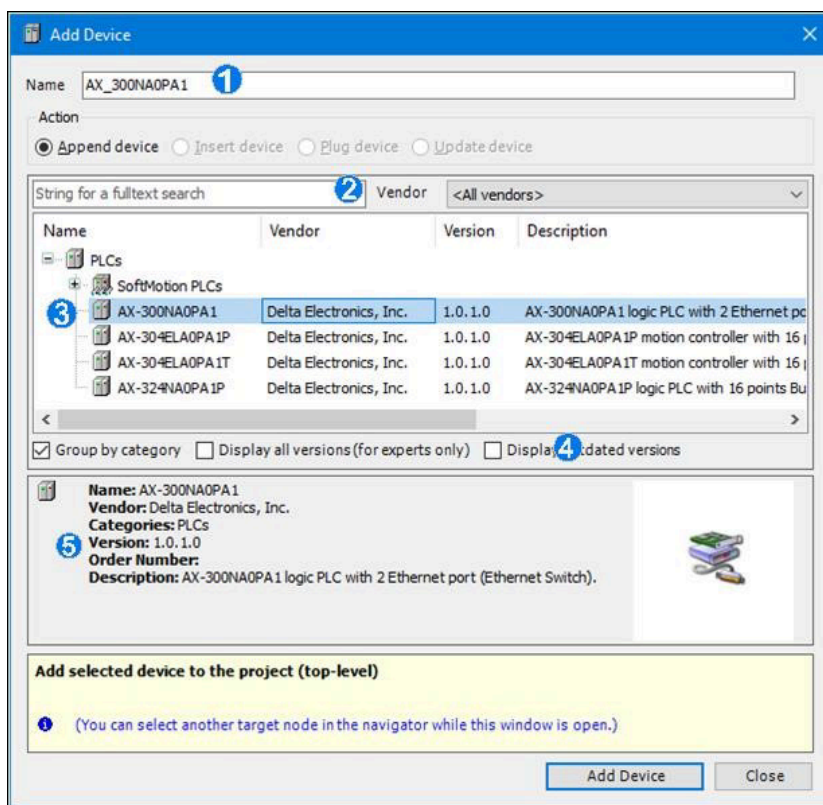 Add Device
Name AX_300NA0PA1 1
Action
Append device Insert device Plug device Update device
String for a fulltext search 2 Vendor <All vendors>
Name Vendor Version Description
PLCs
SoftMotion PLCs
3 AX-300NA0PA1 Delta Electronics, Inc. 1.0.1.0 AX-300NA0PA1 logic PLC with 2 Ethernet
AX-304ELA0PA1P Delta Electronics, Inc. 1.0.1.0 AX-304ELA0PA1P motion controller with 16
AX-304ELA0PA1T Delta Electronics, Inc. 1.0.1.0 AX-304ELA0PA1T motion controller with 16
AX-324NA0PA1P Delta Electronics, Inc. 1.0.1.0 AX-324NA0PA1P logic PLC with 16 points Bu
Group by category Display all versions (for experts only) Display 4 versions
Name: AX-300NA0PA1
Vendor: Delta Electronics, Inc.
Categories: PLCs
5 Version: 1.0.1.0
Order Number:
Description: AX-300NA0PA1 logic PLC with 2 Ethernet port (Ethernet Switch).
Add selected device to the project (top-level)
(You can select another target node in the navigator while this window is open.)
Add Device Close